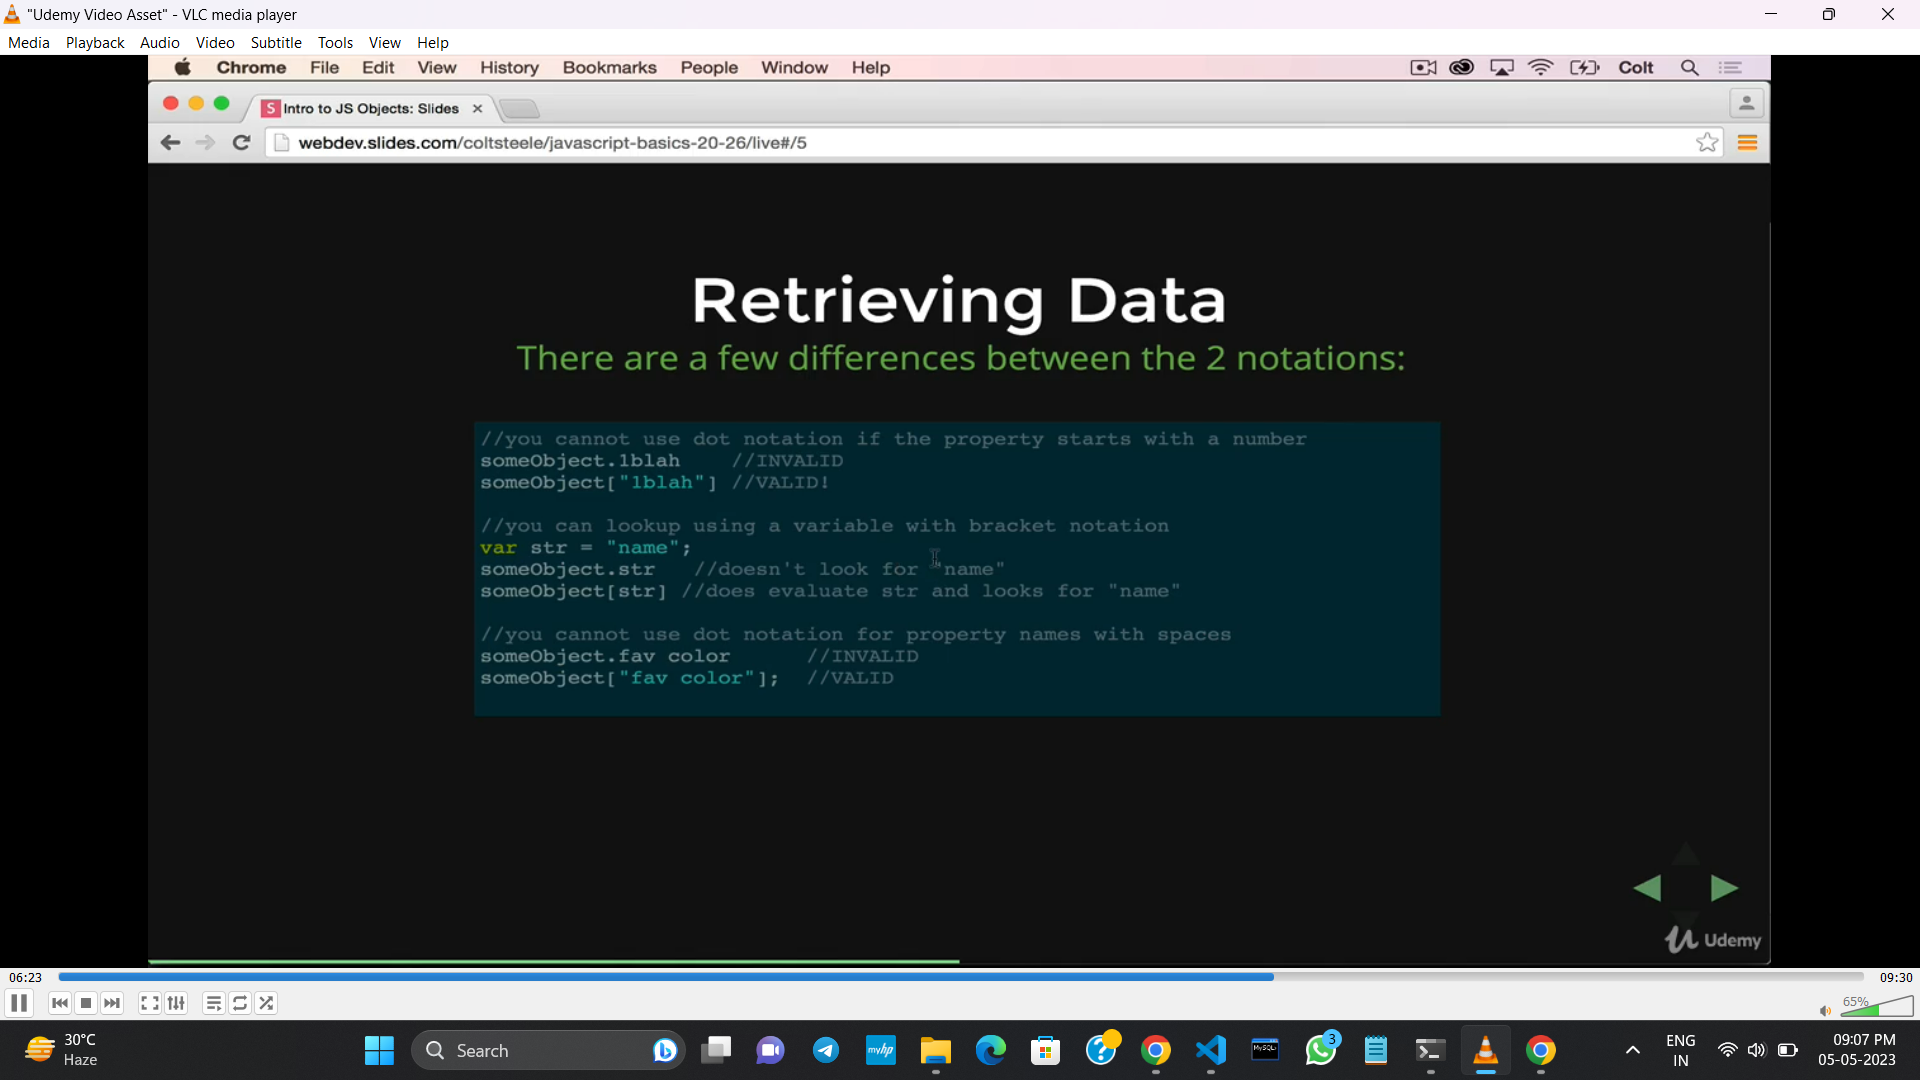 "Udemy Video Asset" - VLC media player
Media Playback Audio Video Subtitle Tools View Help
Chrome File Edit View History Bookmarks People Window Help Colt
S Intro to JS Objects: Slides
webdev.slides.com/coltsteele/javascript-basics-20-26/live#/5
Retrieving Data
There are a few differences between the 2 notations:
//you cannot use dot notation if the property starts with a number
someObject.1blah //INVALID
someObject["1blah"] //VALID!
//you can lookup using a variable with bracket notation
var str = "name";
someObject.str //doesn't look for "name"
someObject[str] //does evaluate str and looks for "name"
//you cannot use dot notation for property names with spaces
someObject.fav color //INVALID
someObject["fav color"]; //VALID
Udemy
06:23 09:30
65%
30°C
Haze
Search
myhp
MySQL
3
ENG
IN
09:07 PM
05-05-2023